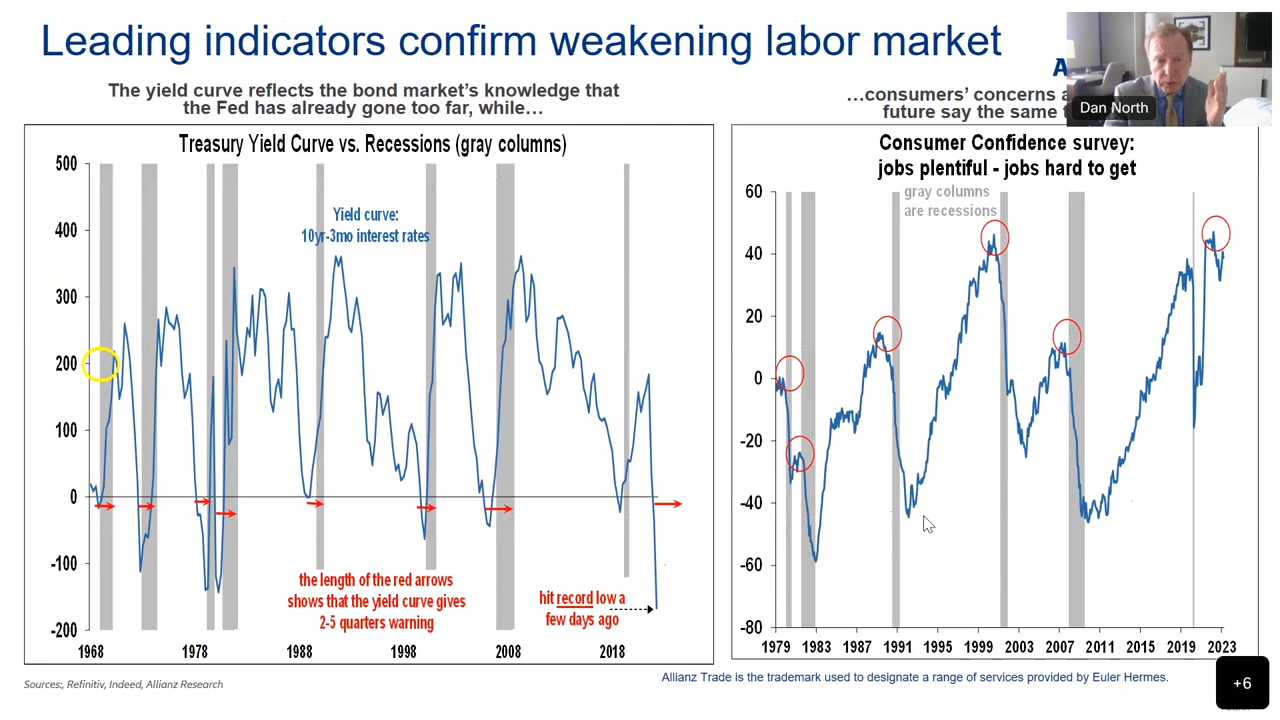 Leading indicators confirm weakening labor market
Dan North
The yield curve reflects the bond market's knowledge that
the Fed has already gone too far, while…
Treasury Yield Curve vs. Recessions (gray columns)
500
400
300
200
100
0
-100
-200
Yield curve:
10yr-3mo interest rates
the length of the red arrows
shows that the yield curve gives
2-5 quarters warning
hit record low a
few days ago
1968
1978
1988
1998
2008
2018
…consumers' concerns
future say the same
Consumer Confidence survey:
jobs plentiful - jobs hard to get
gray columns
are recessions
60
40
20
0
-20
-40
-60
-80
1979
1983
1987
1991
1995
1999
2003
2007
2011
2015
2019
2023
Sources:, Refinitiv, Indeed, Allianz Research
Allianz Trade is the trademark used to designate a range of services provided by Euler Hermes.
+6